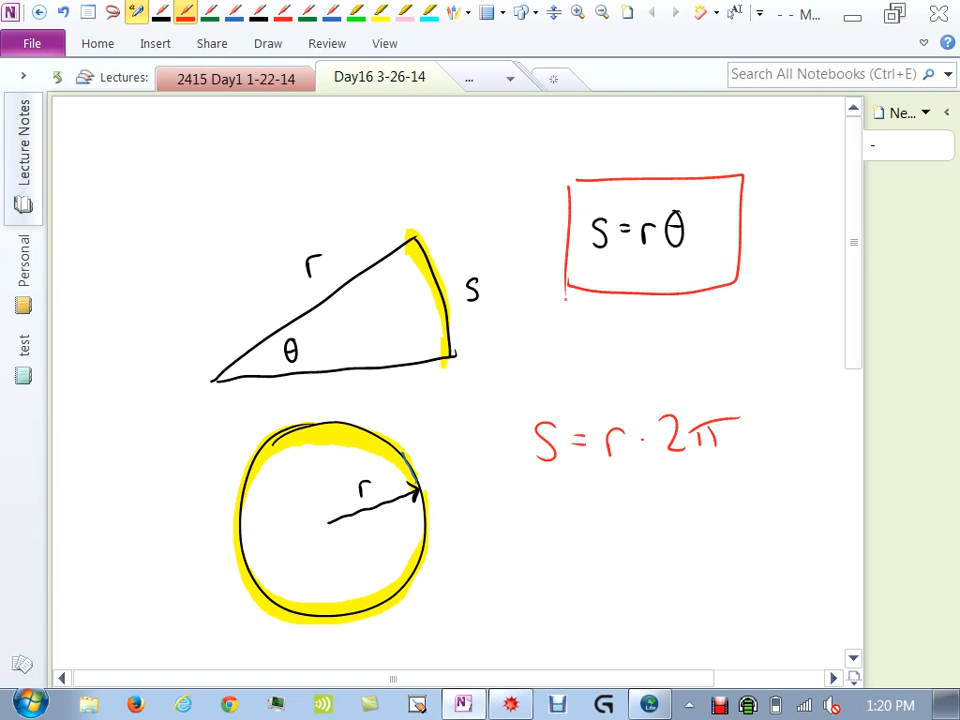 - - M...
File
Home
Insert
Share
Draw
Review
View
Lectures:
2415 Day1 1-22-14
Day16 3-26-14
...
Search All Notebooks (Ctrl+E)
Lecture Notes
Personal
test
Ne...
-
S = r θ
r
S
θ
S = r · 2π
r
1:20 PM